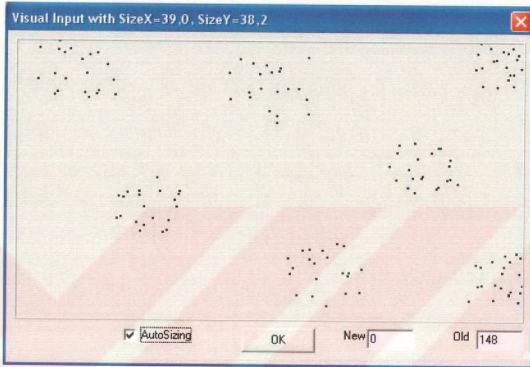 Visual Input with SizeX=39,0, SizeY=38,2
AutoSizing
OK
New 0
Old 148